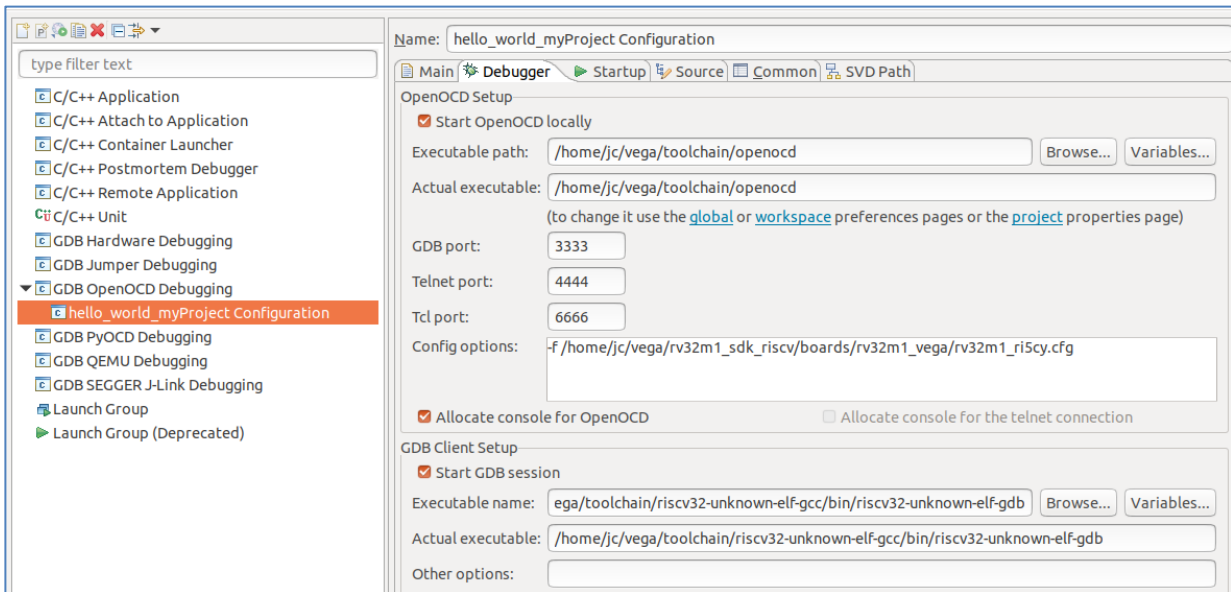 type filter text
C/C++ Application
C/C++ Attach to Application
C/C++ Container Launcher
C/C++ Postmortem Debugger
C/C++ Remote Application
C/C++ Unit
GDB Hardware Debugging
GDB Jumper Debugging
GDB OpenOCD Debugging
hello_world_myProject Configuration
GDB PyOCD Debugging
GDB QEMU Debugging
GDB SEGGER J-Link Debugging
Launch Group
Launch Group (Deprecated)
Name: hello_world_myProject Configuration
Main Debugger Startup Source Common SVD Path
OpenOCD Setup
Start OpenOCD locally
Executable path: /home/jc/vega/toolchain/openocd Browse... Variables...
Actual executable: /home/jc/vega/toolchain/openocd
(to change it use the global or workspace preferences pages or the project properties page)
GDB port: 3333
Telnet port: 4444
Tcl port: 6666
Config options: -f /home/jc/vega/rv32m1_sdk_riscv/boards/rv32m1_vega/rv32m1_ri5cy.cfg
Allocate console for OpenOCD Allocate console for the telnet connection
GDB Client Setup
Start GDB session
Executable name: ega/toolchain/riscv32-unknown-elf-gcc/bin/riscv32-unknown-elf-gdb Browse... Variables...
Actual executable: /home/jc/vega/toolchain/riscv32-unknown-elf-gcc/bin/riscv32-unknown-elf-gdb
Other options: